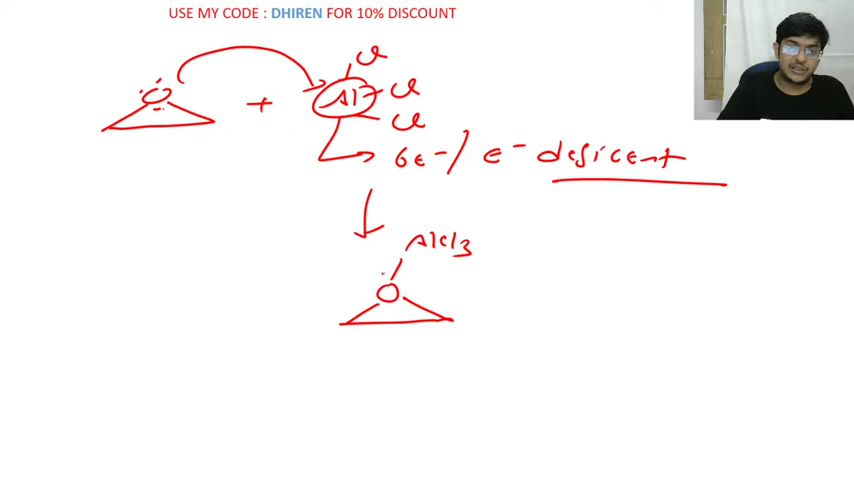 USE MY CODE : DHIREN FOR 10% DISCOUNT
Cl
O + Al Cl
Cl
6e- / e- deficent
AlCl3
O